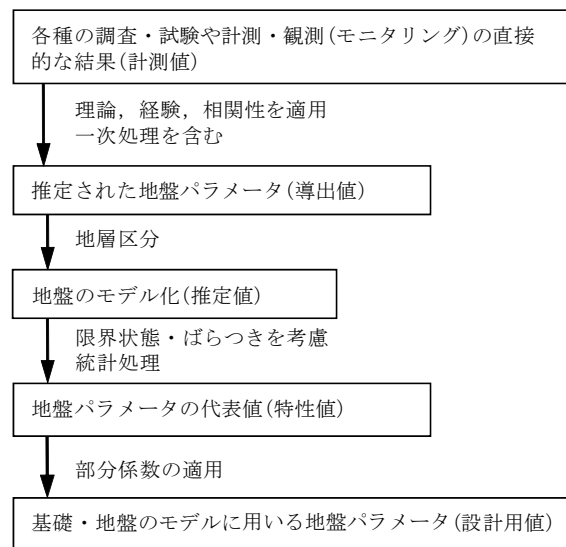 各種の調査・試験や計測・観測(モニタリング)の直接
的な結果(計測値)
理論，経験，相関性を適用
一次処理を含む
推定された地盤パラメータ(導出値)
地層区分
地盤のモデル化(推定値)
限界状態・ばらつきを考慮
統計処理
地盤パラメータの代表値(特性値)
部分係数の適用
基礎・地盤のモデルに用いる地盤パラメータ(設計用値)